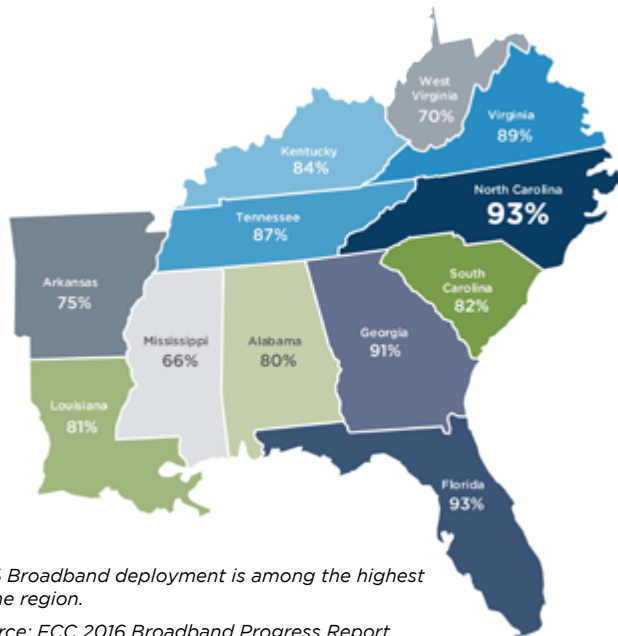 West
Virginia
70%
Virginia
89%
Kentucky
84%
North Carolina
93%
Tennessee
87%
South
Carolina
82%
Arkansas
75%
Georgia
91%
Mississippi
66%
Alabama
80%
Louisiana
81%
Florida
93%
Broadband deployment is among the highest
region.
FCC 2016 Broadband Progress Report